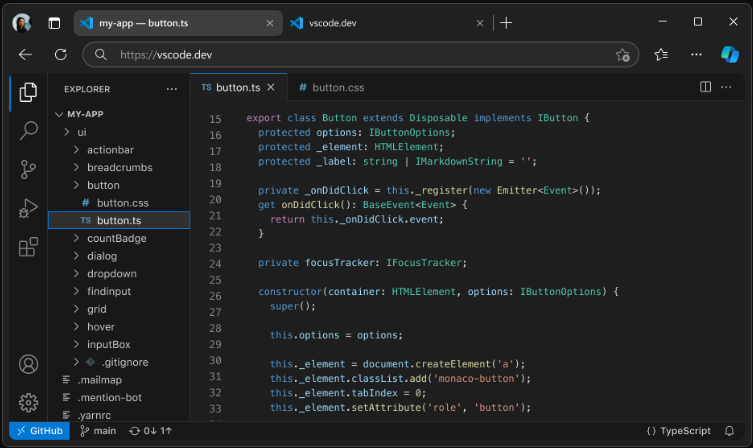 my-app — button.ts
vscode.dev
https://vscode.dev
EXPLORER
MY-APP
ui
actionbar
breadcrumbs
button
# button.css
TS button.ts
countBadge
dialog
dropdown
findinput
grid
hover
inputBox
.gitignore
.mailmap
.mention-bot
.yarnrc
TS button.ts
# button.css
15 export class Button extends Disposable implements IButton {
16 protected options: IButtonOptions;
17 protected _element: HTMLElement;
18 protected _label: string | IMarkdownString = '';
19
20 private _onDidClick = this._register(new Emitter<Event>());
20 get onDidClick(): BaseEvent<Event> {
21 return this._onDidClick.event;
22 }
23
24 private focusTracker: IFocusTracker;
25
26 constructor(container: HTMLElement, options: IButtonOptions) {
27 super();
28
29 this.options = options;
30
31 this._element = document.createElement('a');
31 this._element.classList.add('monaco-button');
32 this._element.tabIndex = 0;
33 this._element.setAttribute('role', 'button');
GitHub
main
0↓ 1↑
{ } TypeScript